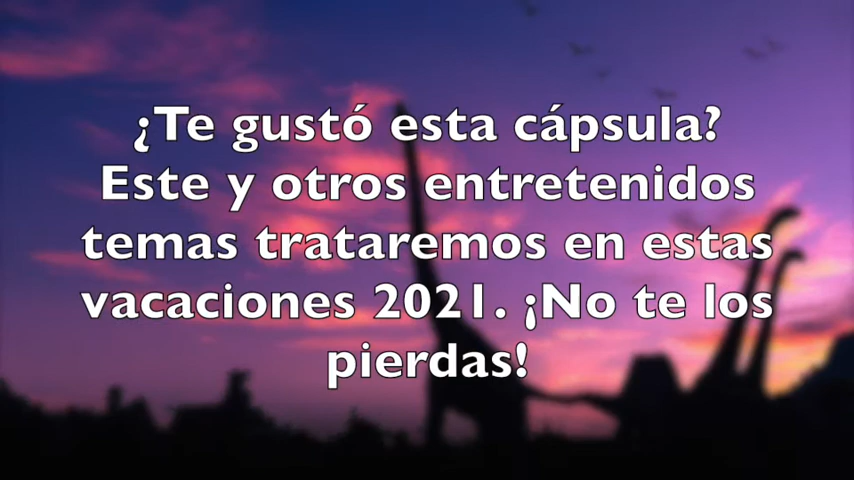 ¿Te gustó esta cápsula?
Este y otros entretenidos
temas trataremos en estas
vacaciones 2021. ¡No te los
pierdas!